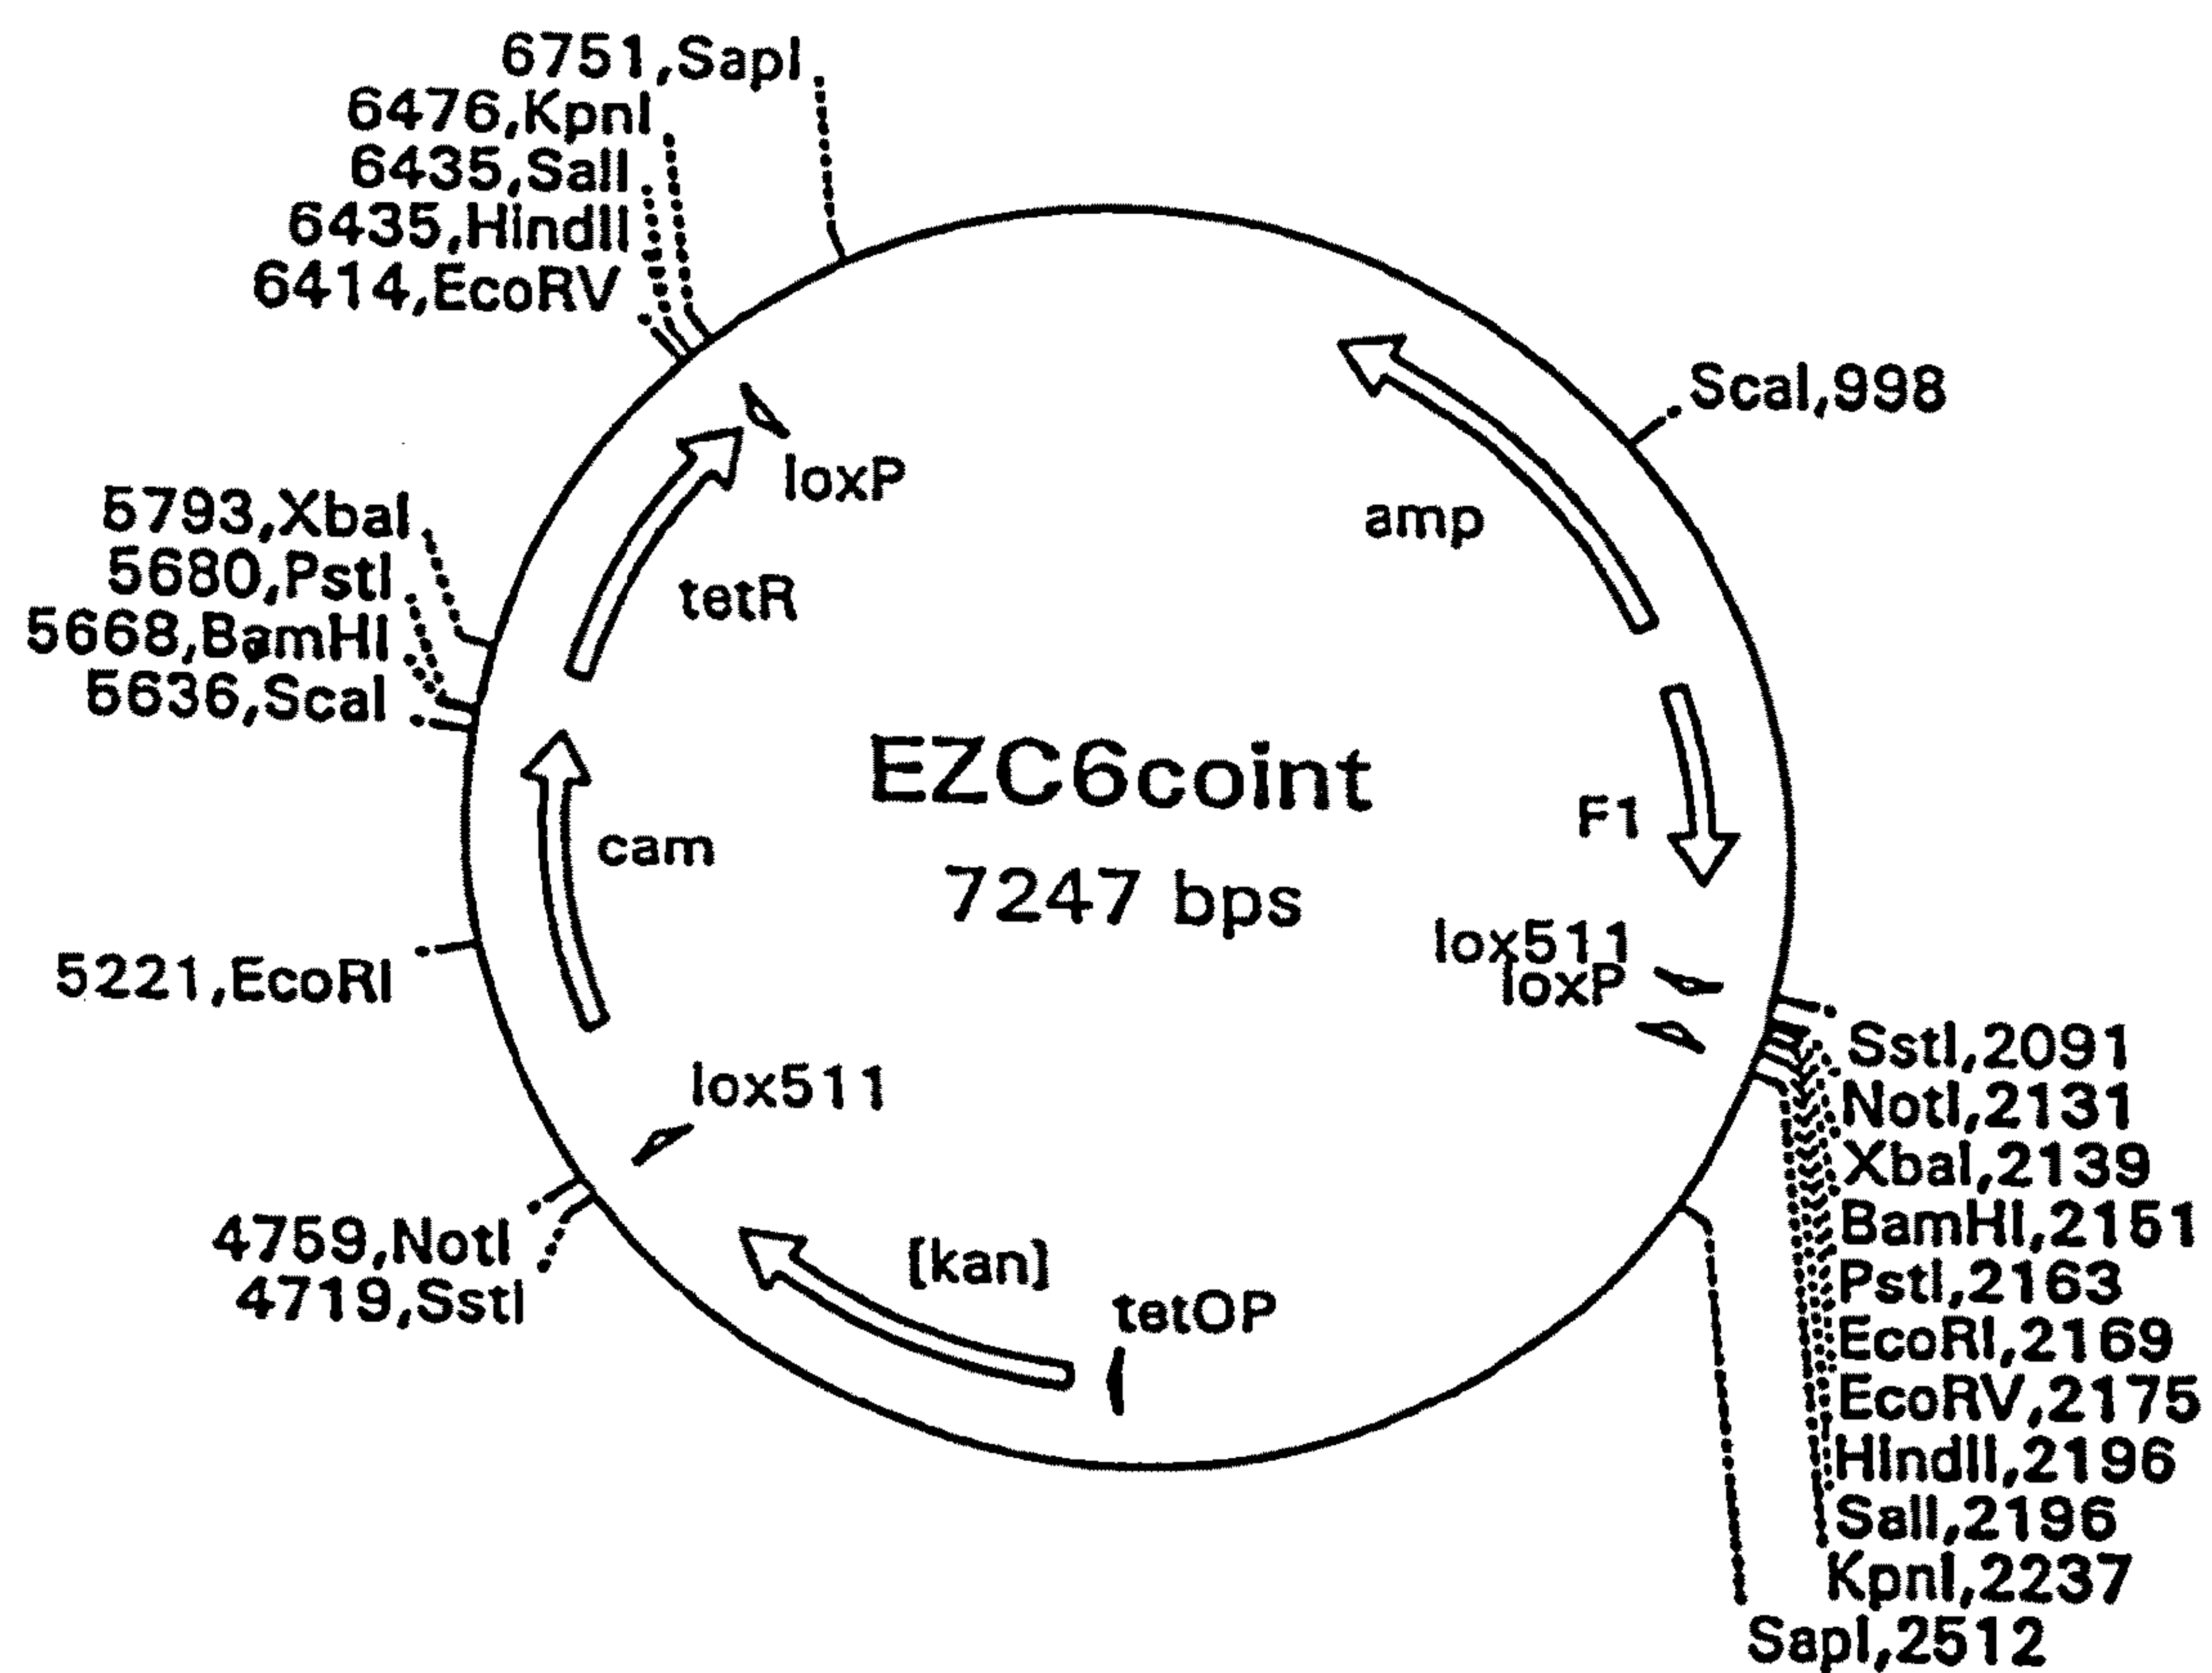 6751,SapI
6476,KpnI
6435,SalI
6435,HindII
6414,EcoRV
ScaI,998
loxP
amp
5793,XbaI
5680,PstI
5668,BamHI
5636,ScaI
tetR
EZC6coint
7247 bps
F1
cam
lox511
loxP
5221,EcoRI
SstI,2091
NotI,2131
XbaI,2139
BamHI,2151
PstI,2163
EcoRI,2169
EcoRV,2175
HindII,2196
SalI,2196
KpnI,2237
SapI,2512
lox511
4759,NotI
4719,SstI
[kan]
tetOP